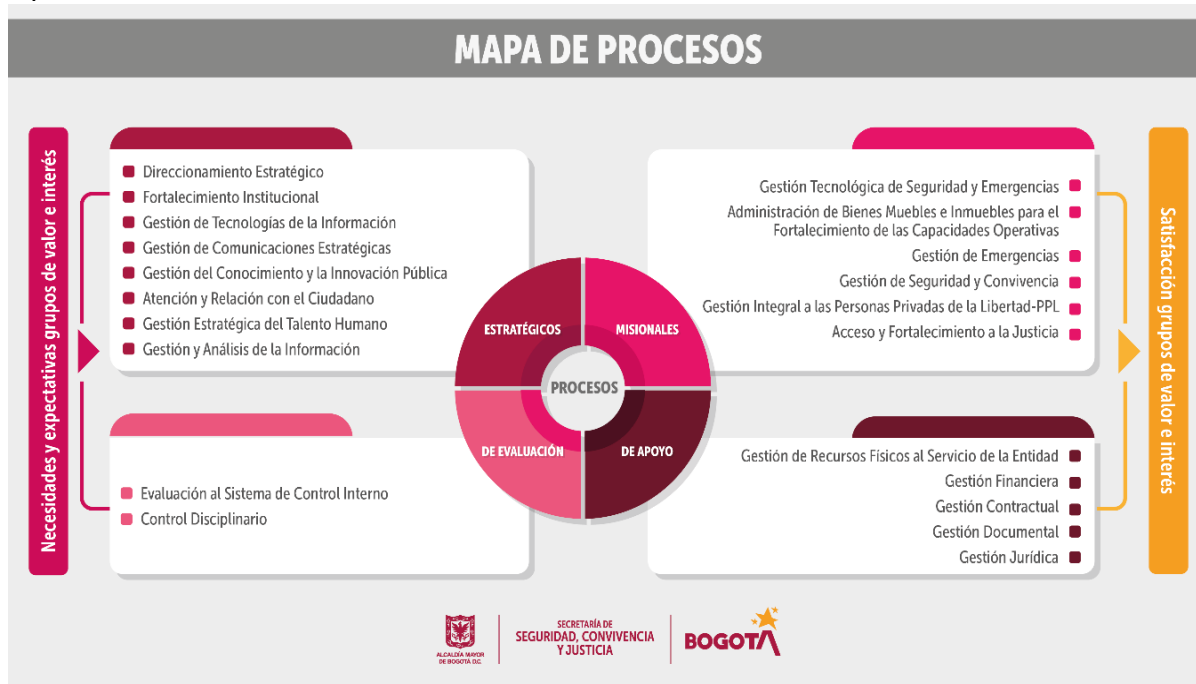 MAPA DE PROCESOS
Necesidades y expectativas grupos de valor e interés
Direccionamiento Estratégico
Fortalecimiento Institucional
Gestión de Tecnologías de la Información
Gestión de Comunicaciones Estratégicas
Gestión del Conocimiento y la Innovación Pública
Atención y Relación con el Ciudadano
Gestión Estratégica del Talento Humano
Gestión y Análisis de la Información
Gestión Tecnológica de Seguridad y Emergencias
Administración de Bienes Muebles e Inmuebles para el
Fortalecimiento de las Capacidades Operativas
Gestión de Emergencias
Gestión de Seguridad y Convivencia
Gestión Integral a las Personas Privadas de la Libertad-PPL
Acceso y Fortalecimiento a la Justicia
ESTRATÉGICOS
MISIONALES
PROCESOS
DE EVALUACIÓN
DE APOYO
Evaluación al Sistema de Control Interno
Control Disciplinario
Gestión de Recursos Físicos al Servicio de la Entidad
Gestión Financiera
Gestión Contractual
Gestión Documental
Gestión Jurídica
Satisfacción grupos de valor e interés
ALCALDÍA MAYOR
DE BOGOTÁ D.C.
SECRETARÍA DE
SEGURIDAD, CONVIVENCIA
Y JUSTICIA
BOGOTÁ